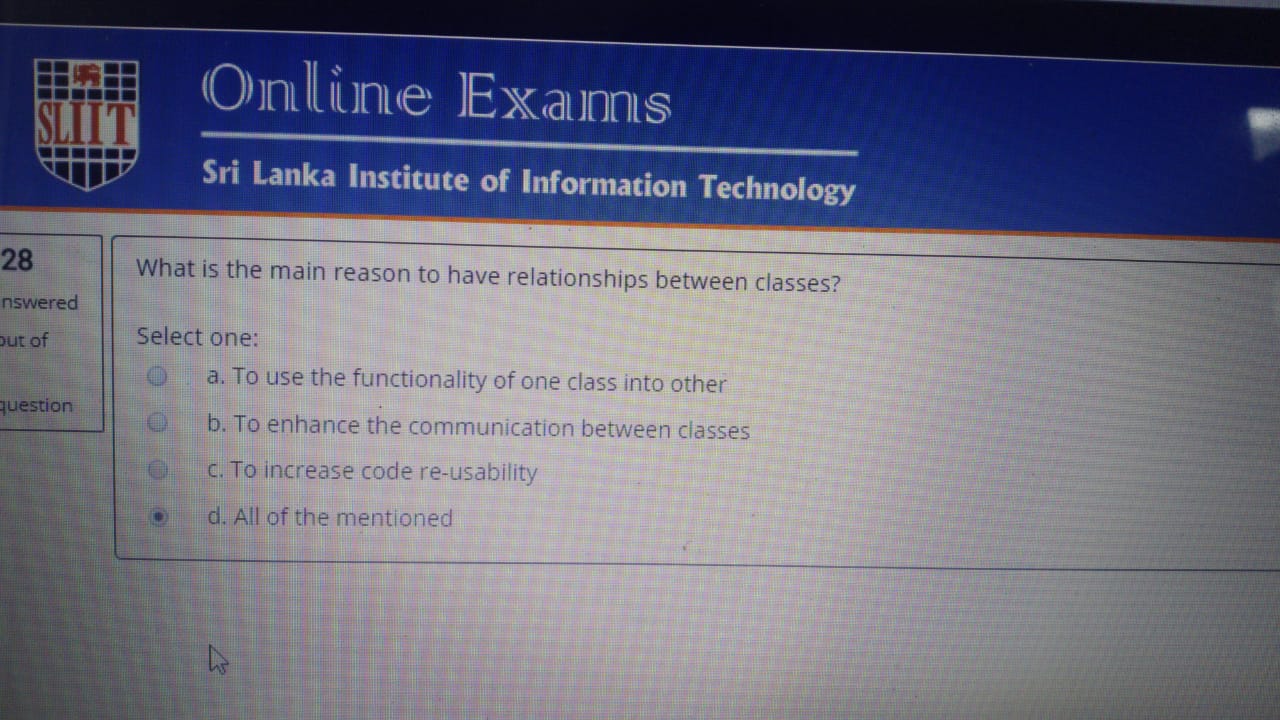 SLIIT
Online Exams
Sri Lanka Institute of Information Technology
28
nswered
out of
question
What is the main reason to have relationships between classes?
Select one:
a. To use the functionality of one class into other
b. To enhance the communication between classes
c. To increase code re-usability
d. All of the mentioned